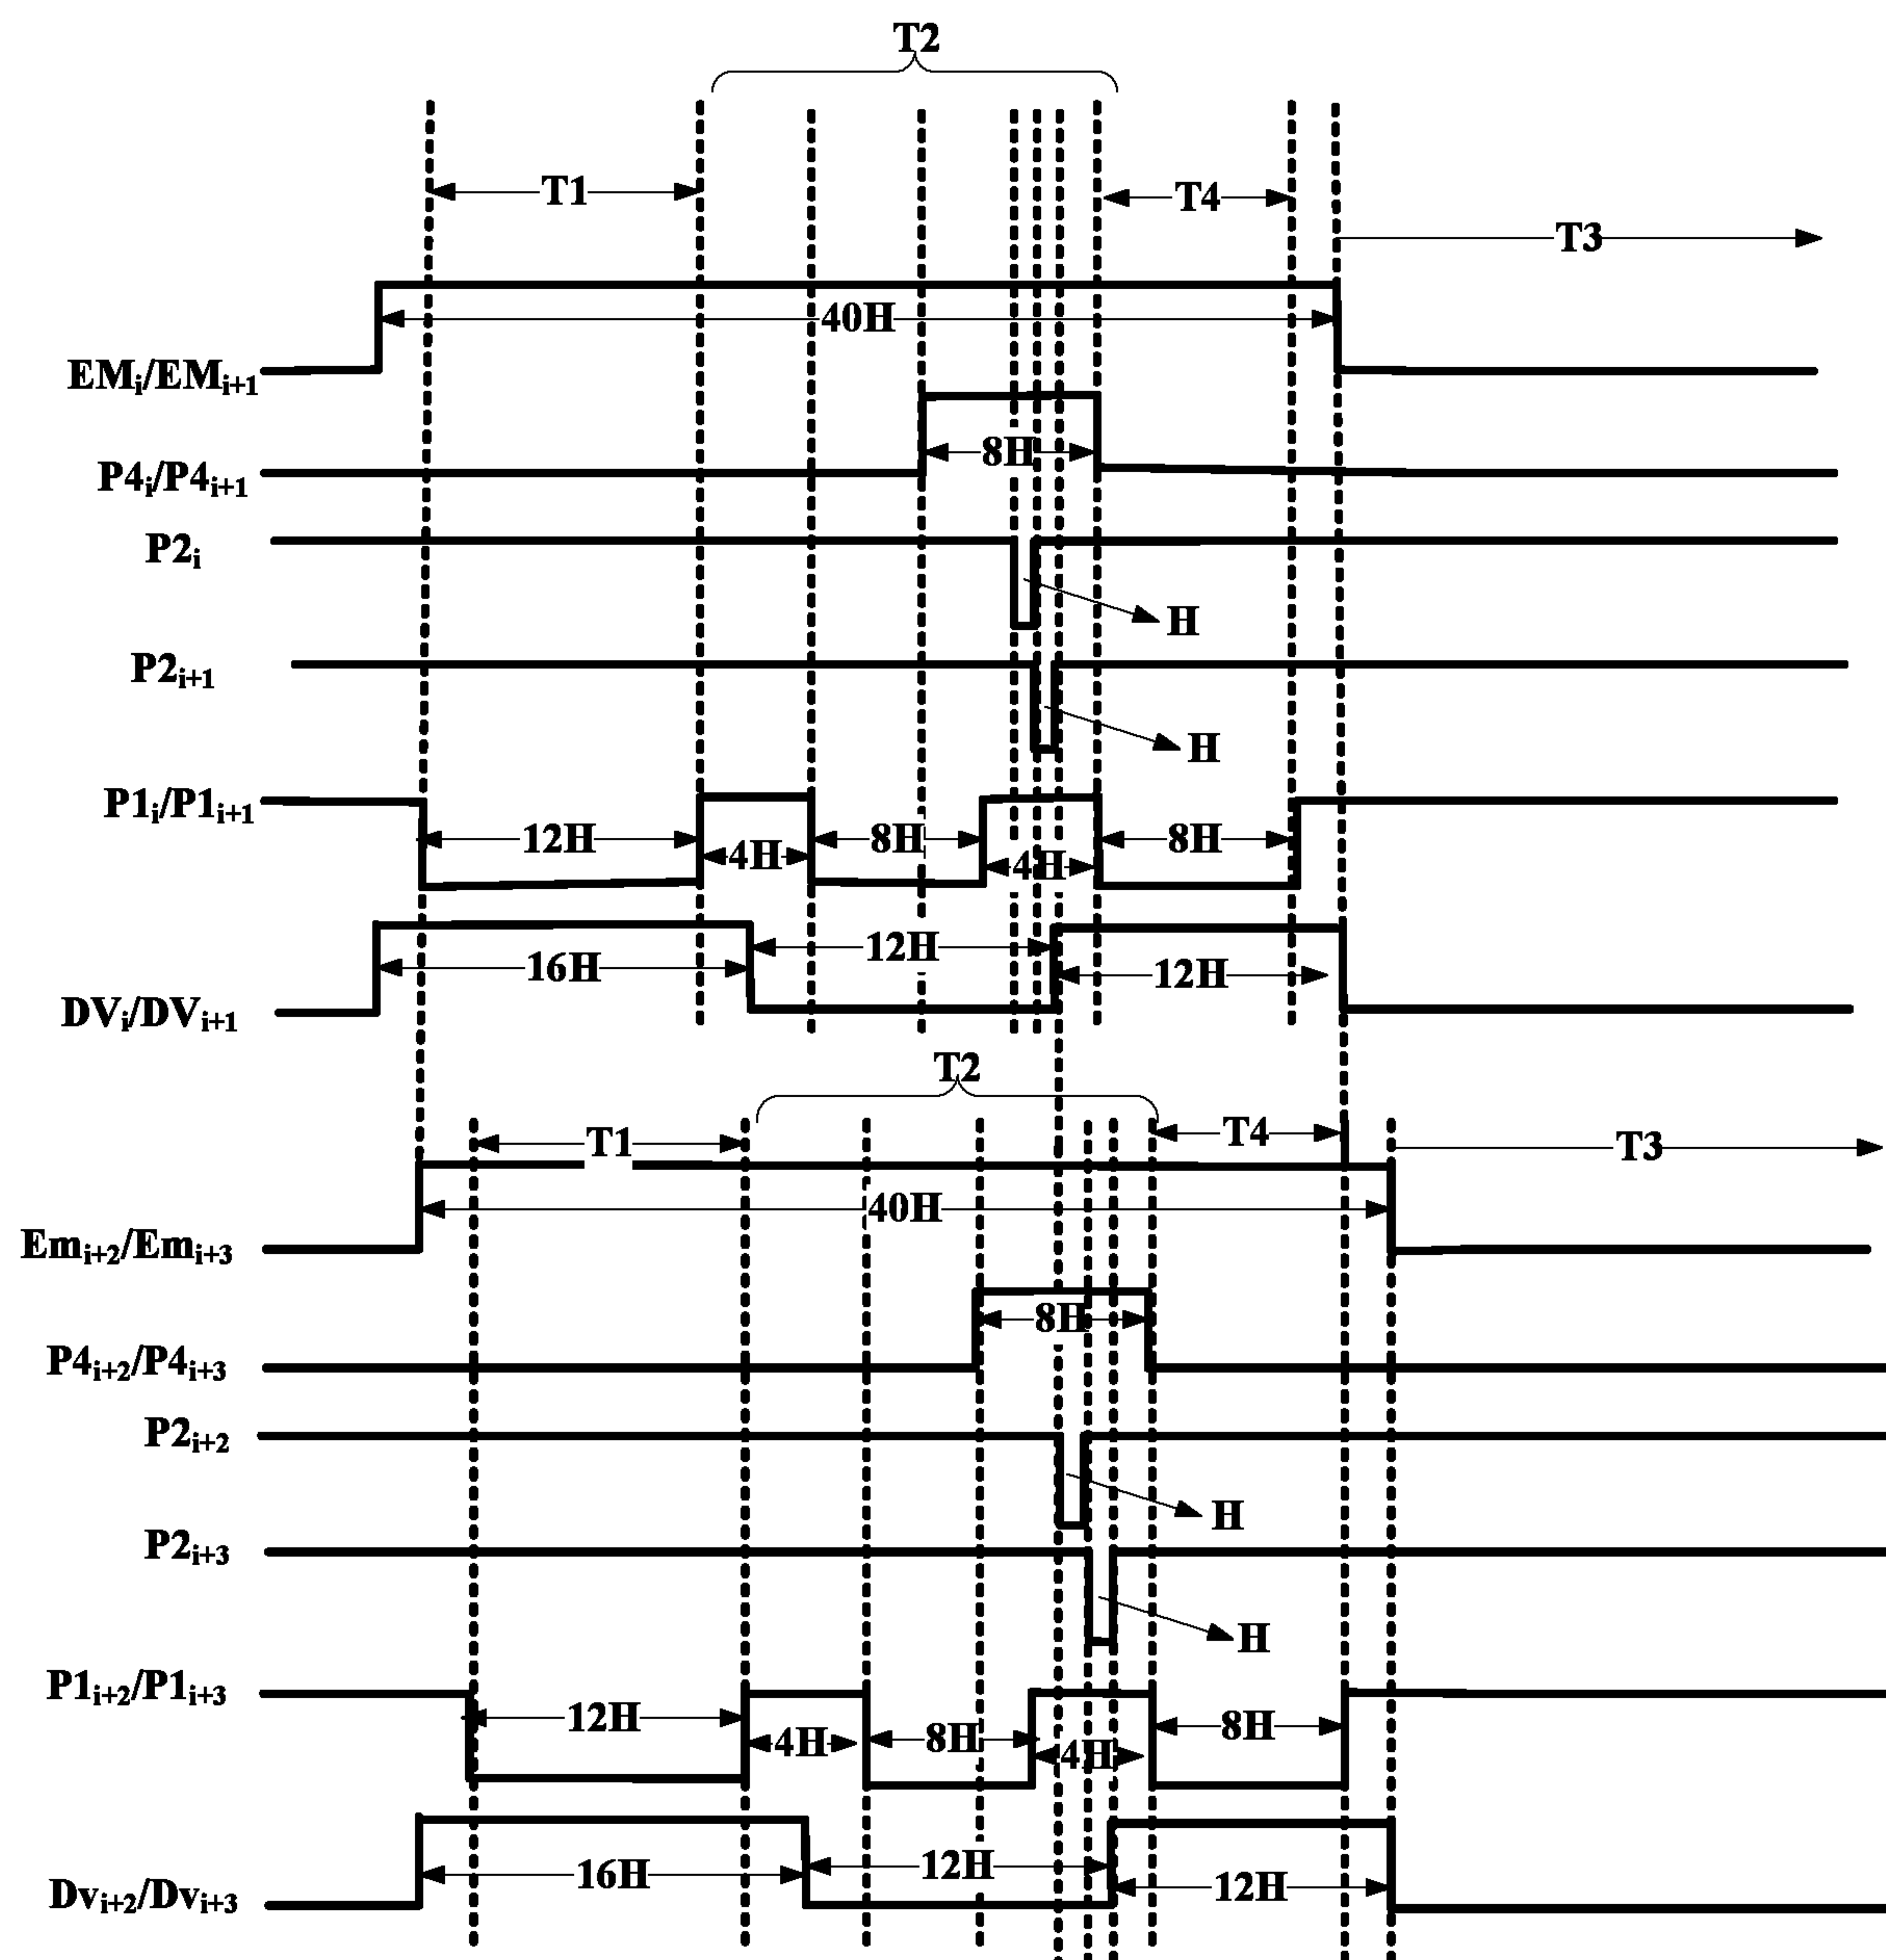 T2
T1
T4
T3
40H
EMi/EMi+1
8H
P4i/P4i+1
P2i
H
P2i+1
H
P1i/P1i+1
12H
4H
8H
4H
8H
DVi/DVi+1
16H
12H
12H
T2
T1
T4
T3
40H
Emi+2/Emi+3
8H
P4i+2/P4i+3
P2i+2
H
P2i+3
H
P1i+2/P1i+3
12H
4H
8H
4H
8H
Dvi+2/Dvi+3
16H
12H
12H